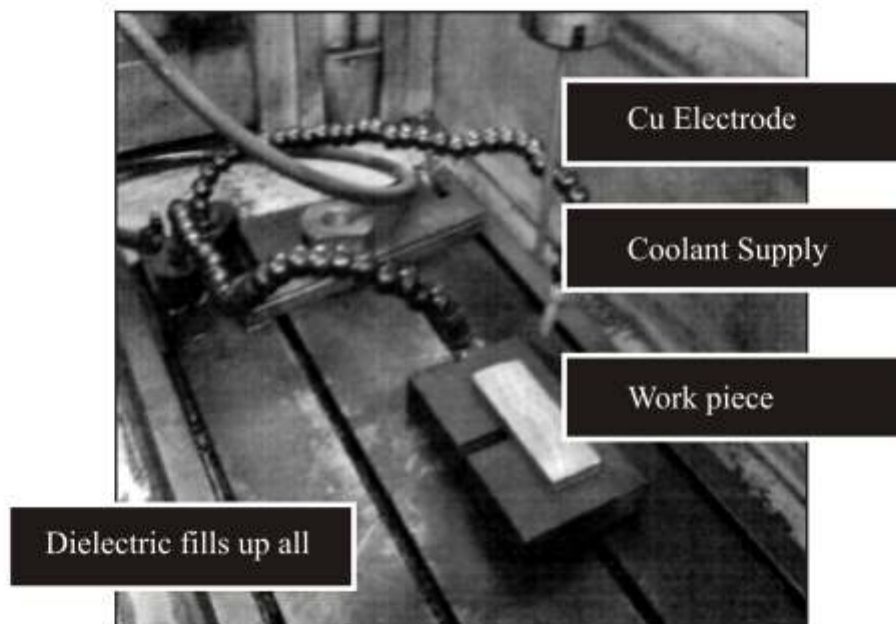 Cu Electrode
Coolant Supply
Work piece
Dielectric fills up all